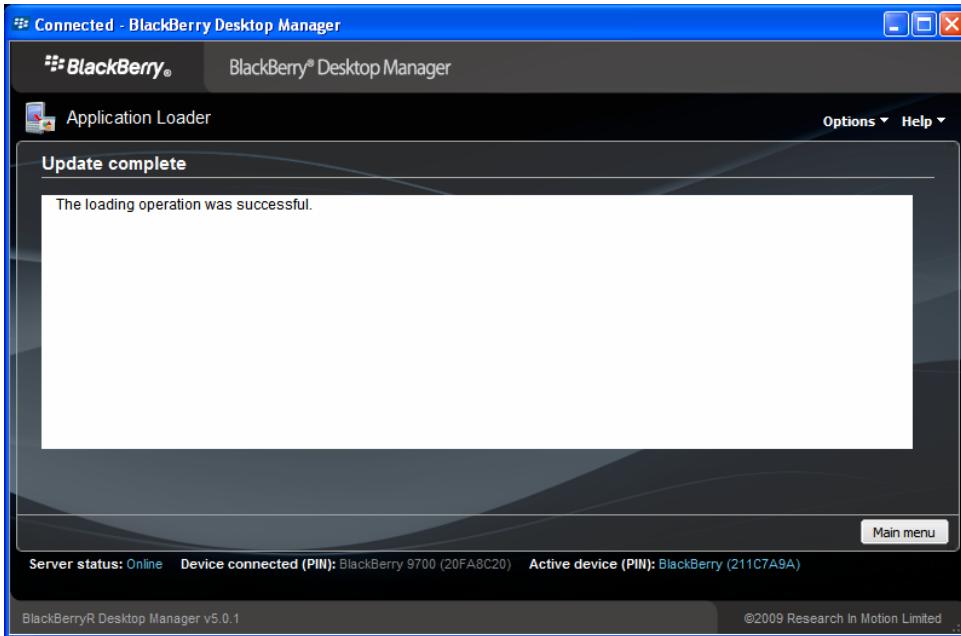 Connected - BlackBerry Desktop Manager
BlackBerry® BlackBerry® Desktop Manager
Application Loader Options Help
Update complete
The loading operation was successful.
Main menu
Server status: Online Device connected (PIN): BlackBerry 9700 (20FA8C20) Active device (PIN): BlackBerry (211C7A9A)
BlackBerryR Desktop Manager v5.0.1 ©2009 Research In Motion Limited